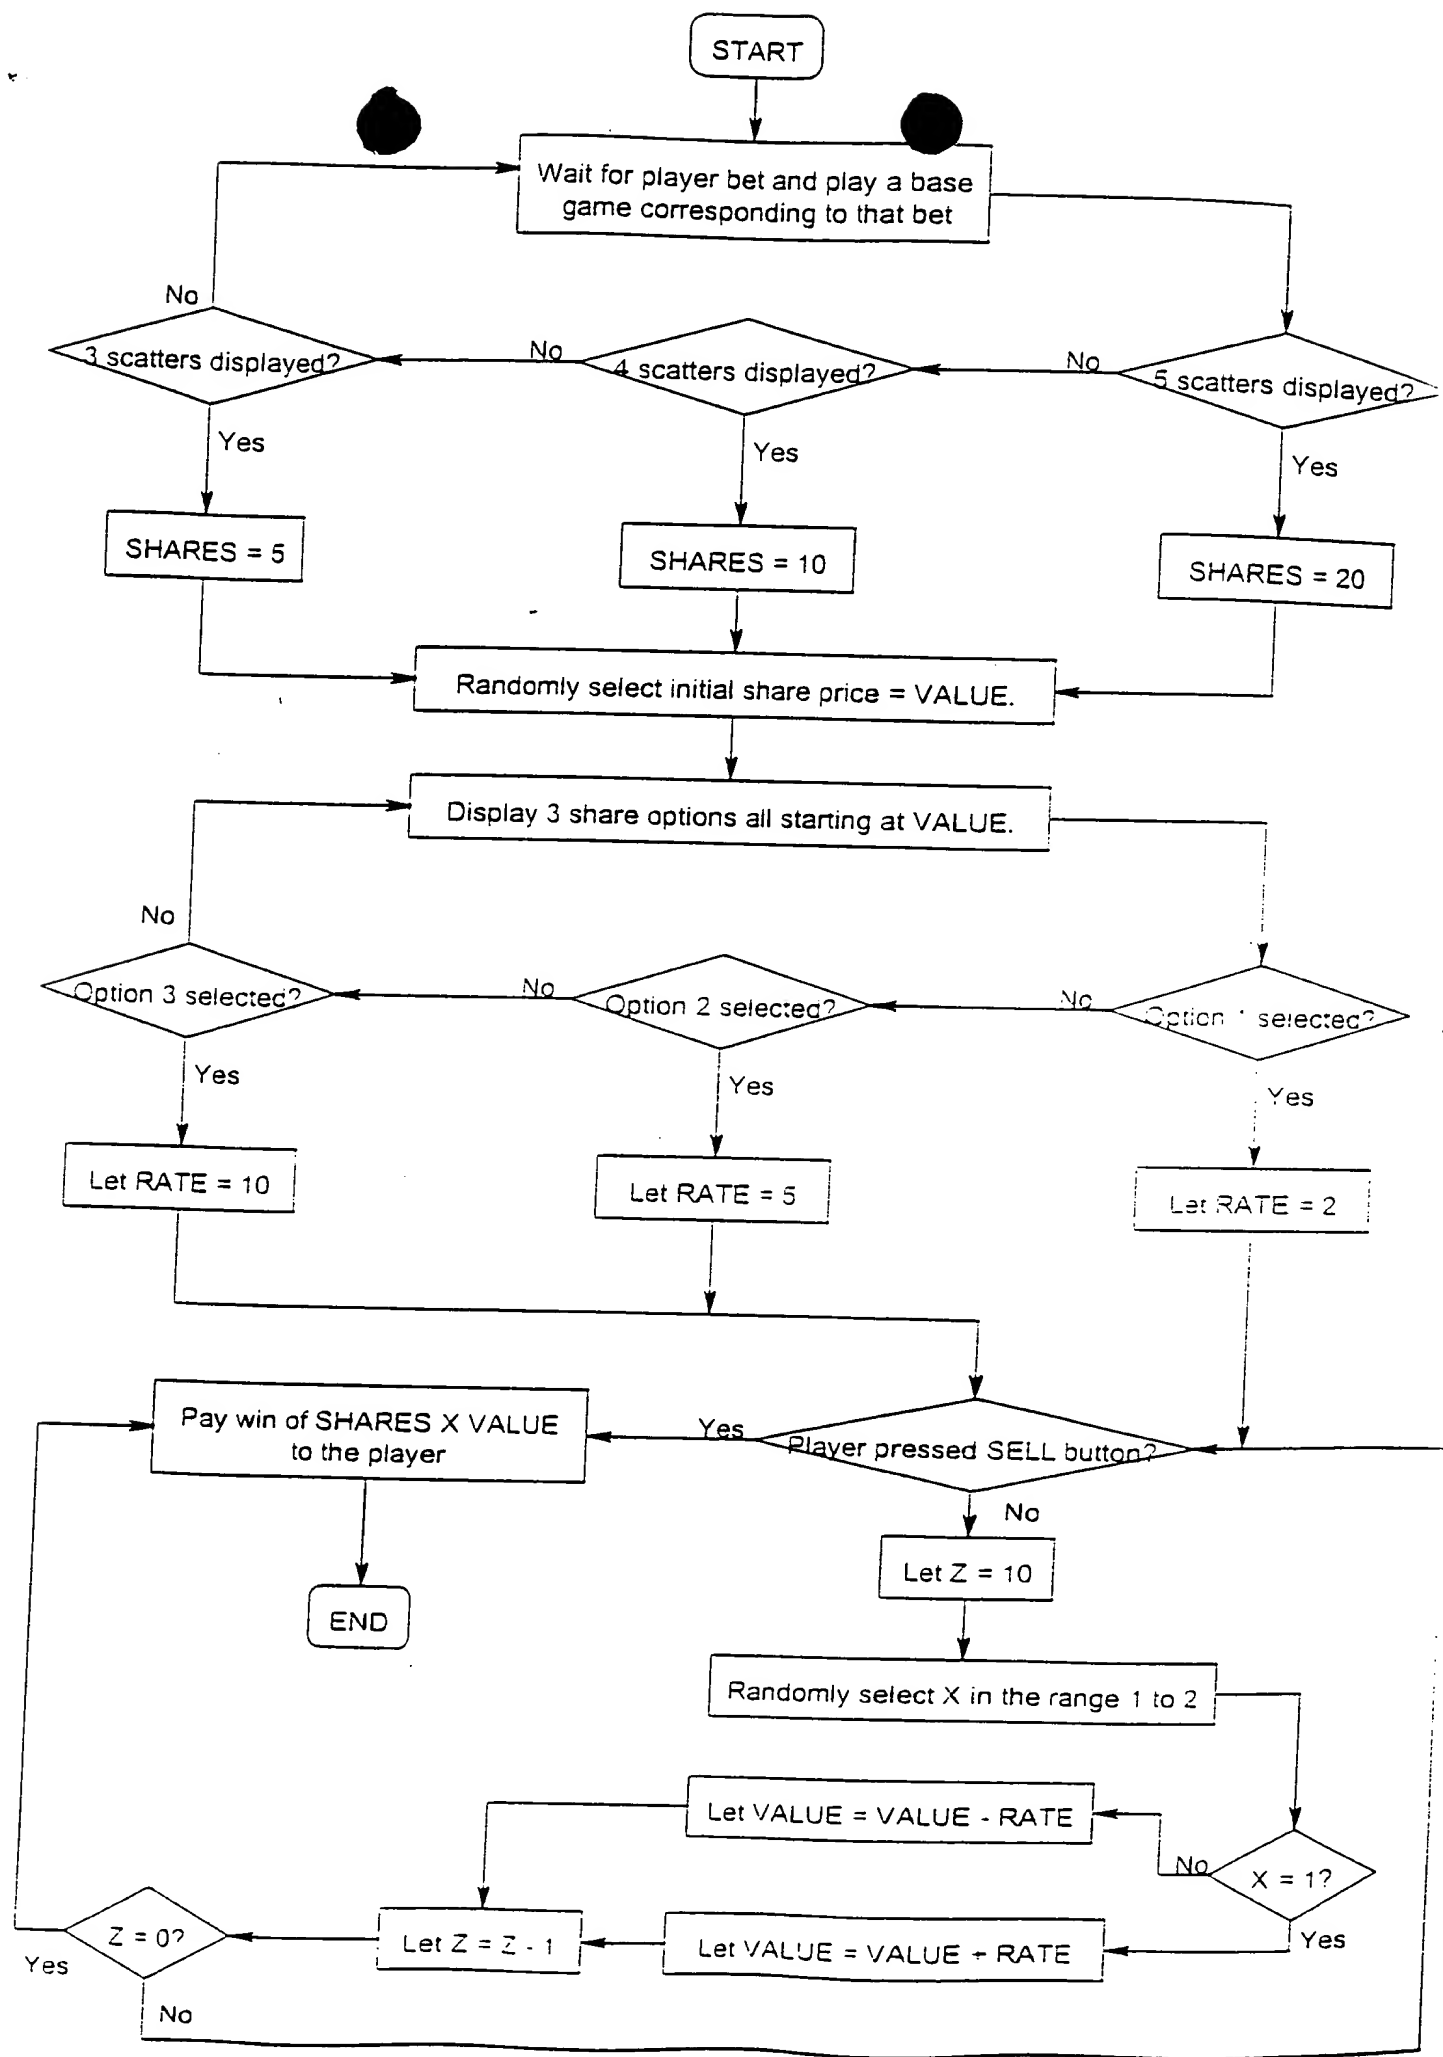 START
Wait for player bet and play a base
game corresponding to that bet
No
3 scatters displayed?
No
4 scatters displayed?
No
5 scatters displayed?
Yes
Yes
Yes
SHARES = 5
SHARES = 10
SHARES = 20
Randomly select initial share price = VALUE.
Display 3 share options all starting at VALUE.
No
Option 3 selected?
No
Option 2 selected?
No
Option 1 selected?
Yes
Yes
Yes
Let RATE = 10
Let RATE = 5
Let RATE = 2
Pay win of SHARES X VALUE
to the player
Yes
Player pressed SELL button?
No
Let Z = 10
END
Randomly select X in the range 1 to 2
Let VALUE = VALUE - RATE
No
X = 1?
Yes
Z = 0?
Let Z = Z - 1
Let VALUE = VALUE + RATE
Yes
No